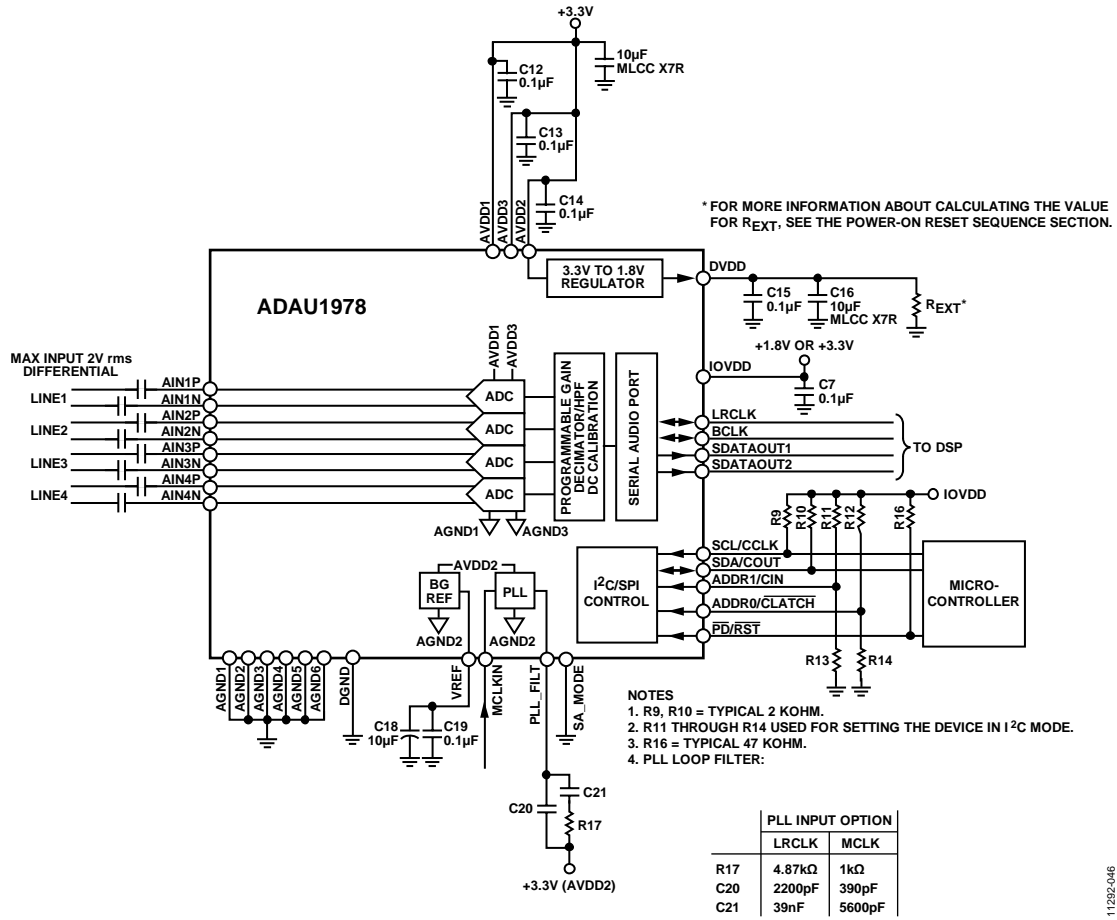 +3.3V
10µF
MLCC X7R
C12
0.1µF
C13
0.1µF
C14
0.1µF
AVDD1
AVDD3
AVDD2
* FOR MORE INFORMATION ABOUT CALCULATING THE VALUE
FOR REXT, SEE THE POWER-ON RESET SEQUENCE SECTION.
3.3V TO 1.8V
REGULATOR
DVDD
C15
0.1µF
C16
10µF
MLCC X7R
REXT*
ADAU1978
+1.8V OR +3.3V
IOVDD
C7
0.1µF
MAX INPUT 2V rms
DIFFERENTIAL
LINE1
LINE2
LINE3
LINE4
AIN1P
AIN1N
AIN2P
AIN2N
AIN3P
AIN3N
AIN4P
AIN4N
AVDD1
AVDD3
ADC
ADC
ADC
ADC
AGND1
AGND3
PROGRAMMABLE GAIN
DECIMATOR/HPF
DC CALIBRATION
SERIAL AUDIO PORT
LRCLK
BCLK
SDATAOUT1
SDATAOUT2
TO DSP
IOVDD
R9
R10
R11
R12
R16
I2C/SPI
CONTROL
SCL/CCLK
SDA/COUT
ADDR1/CIN
ADDR0/CLATCH
PD/RST
MICRO-
CONTROLLER
R13
R14
AVDD2
BG
REF
PLL
AGND2
AGND2
AGND1
AGND2
AGND3
AGND4
AGND5
AGND6
DGND
VREF
MCLKIN
PLL_FILT
SA_MODE
C18
10µF
C19
0.1µF
C20
C21
R17
+3.3V (AVDD2)
NOTES
1. R9, R10 = TYPICAL 2 KOHM.
2. R11 THROUGH R14 USED FOR SETTING THE DEVICE IN I2C MODE.
3. R16 = TYPICAL 47 KOHM.
4. PLL LOOP FILTER:
PLL INPUT OPTION
LRCLK MCLK
R17 4.87kΩ 1kΩ
C20 2200pF 390pF
C21 39nF 5600pF
11292-046